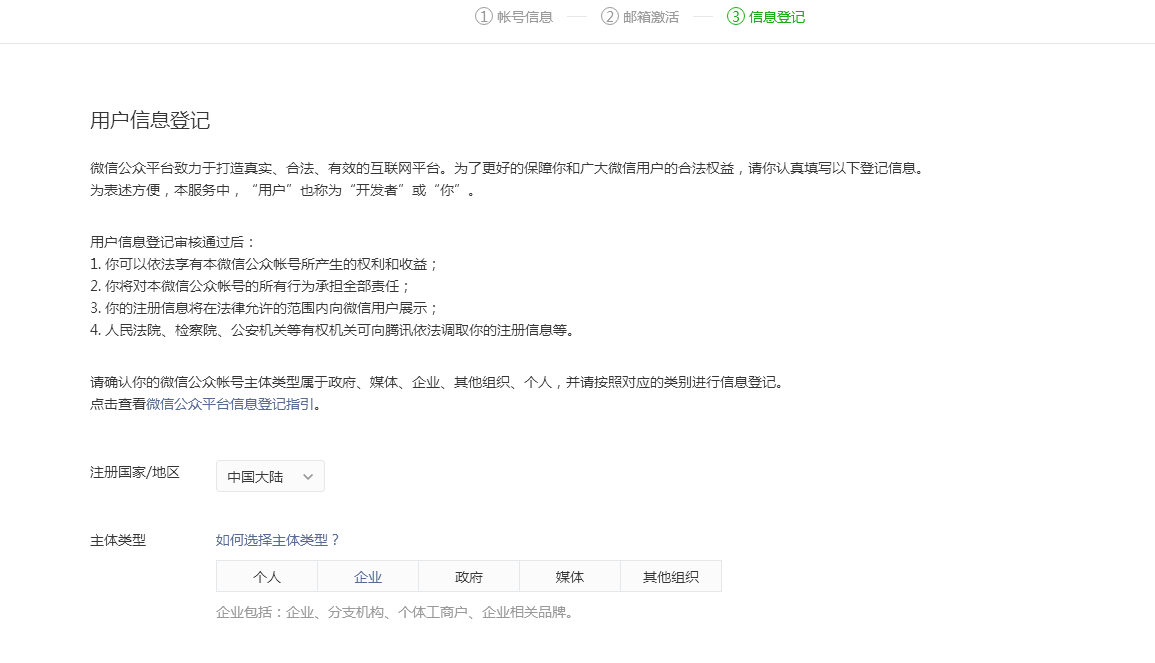 ① 帐号信息 ② 邮箱激活 ③ 信息登记
用户信息登记
微信公众平台致力于打造真实、合法、有效的互联网平台。为了更好的保障你和广大微信用户的合法权益，请你认真填写以下登记信息。
为表述方便，本服务中，“用户”也称为“开发者”或“你”。
用户信息登记审核通过后：
1. 你可以依法享有本微信公众帐号所产生的权利和收益；
2. 你将对本微信公众帐号的所有行为承担全部责任；
3. 你的注册信息将在法律允许的范围内向微信用户展示；
4. 人民法院、检察院、公安机关等有权机关可向腾讯依法调取你的注册信息等。
请确认你的微信公众帐号主体类型属于政府、媒体、企业、其他组织、个人，并请按照对应的类别进行信息登记。
点击查看微信公众平台信息登记指引。
注册国家/地区 中国大陆
主体类型 如何选择主体类型？
个人 企业 政府 媒体 其他组织
企业包括：企业、分支机构、个体工商户、企业相关品牌。